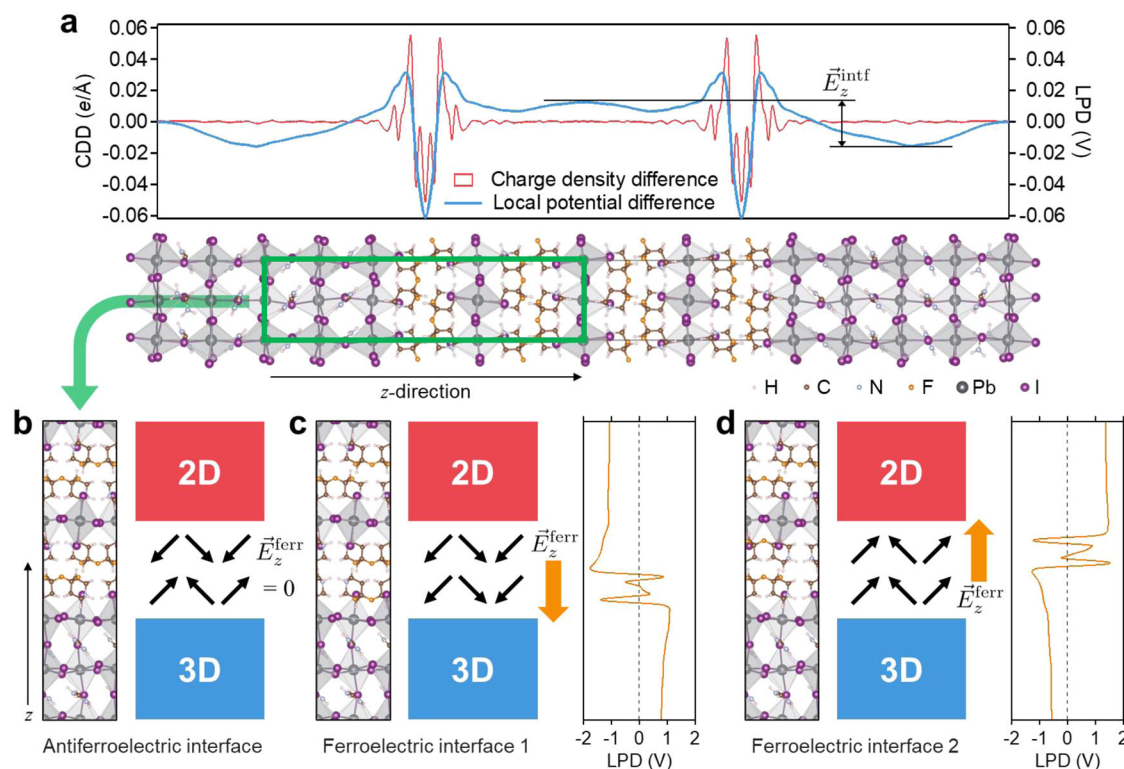 a
0.06
0.04
0.02
0.00
-0.02
-0.04
-0.06
CDD (e/Å)
0.06
0.04
0.02
0.00
-0.02
-0.04
-0.06
LPD (V)
E⃗_z^intf
Charge density difference
Local potential difference
z-direction
H C N F Pb I
b
2D
E⃗_z^ferr
= 0
3D
z
Antiferroelectric interface
c
2D
E⃗_z^ferr
3D
Ferroelectric interface 1
-2 -1 0 1 2
LPD (V)
d
2D
E⃗_z^ferr
3D
Ferroelectric interface 2
-2 -1 0 1 2
LPD (V)